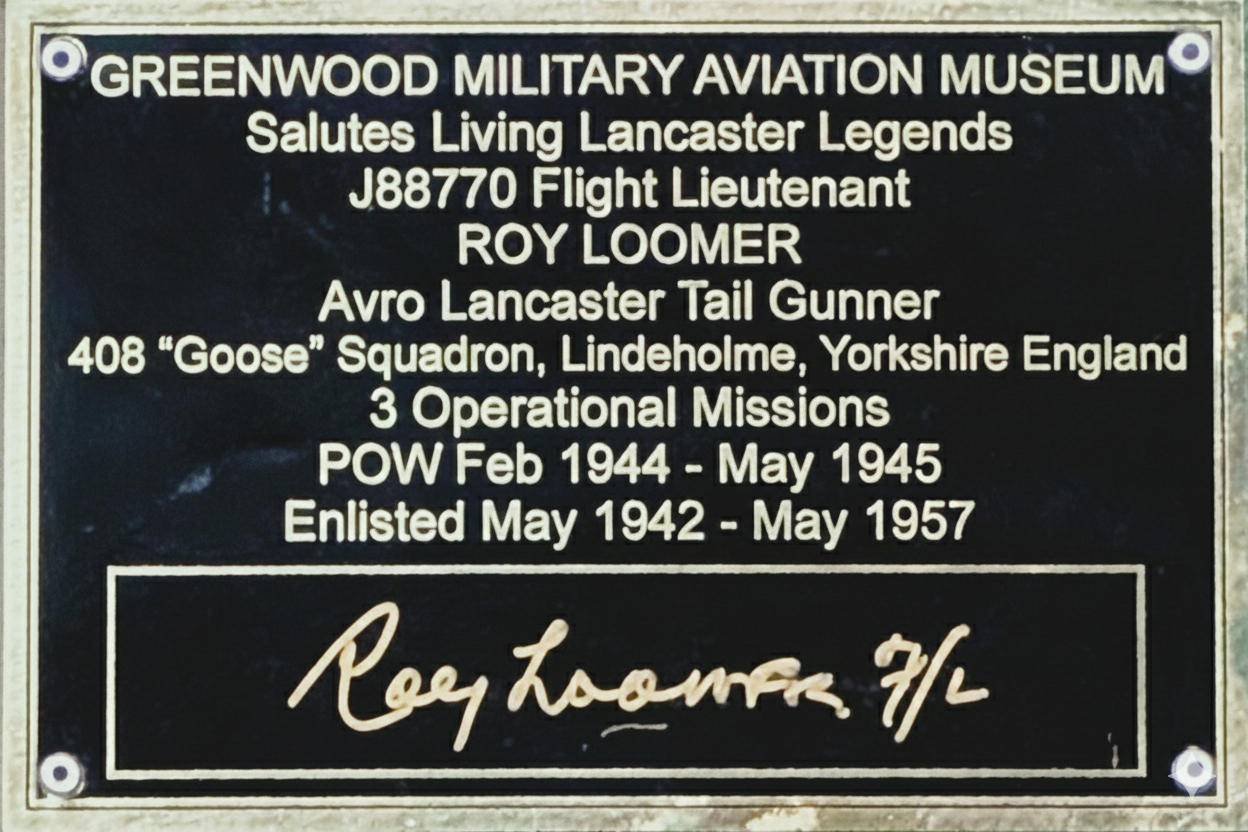 GREENWOOD MILITARY AVIATION MUSEUM
Salutes Living Lancaster Legends
J88770 Flight Lieutenant
ROY LOOMER
Avro Lancaster Tail Gunner
408 “Goose” Squadron, Lindeholme, Yorkshire England
3 Operational Missions
POW Feb 1944 - May 1945
Enlisted May 1942 - May 1957
Roy Loomer F/L